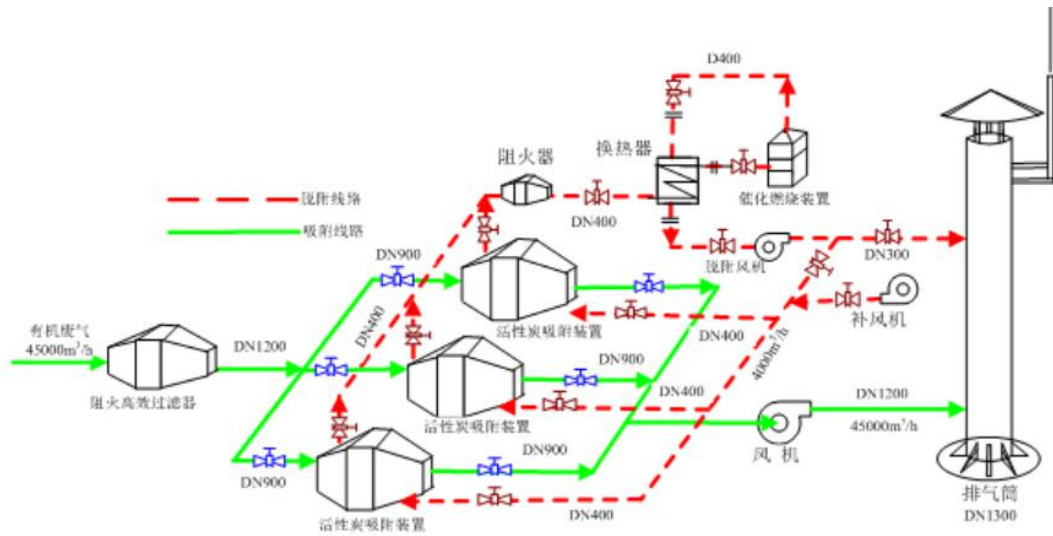 D400
阻火器
换热器
催化燃烧装置
脱附线络
DN400
吸附线路
DN900
脱附风机
DN300
补风机
有机废气
45000m³/h
DN1200
DN400
活性炭吸附装置
DN400
4000m³/h
阻火高效过滤器
DN900
DN400
DN1200
活性炭吸附装置
45000m³/h
风机
DN900
DN900
排气筒
活性炭吸附装置
DN400
DN1300